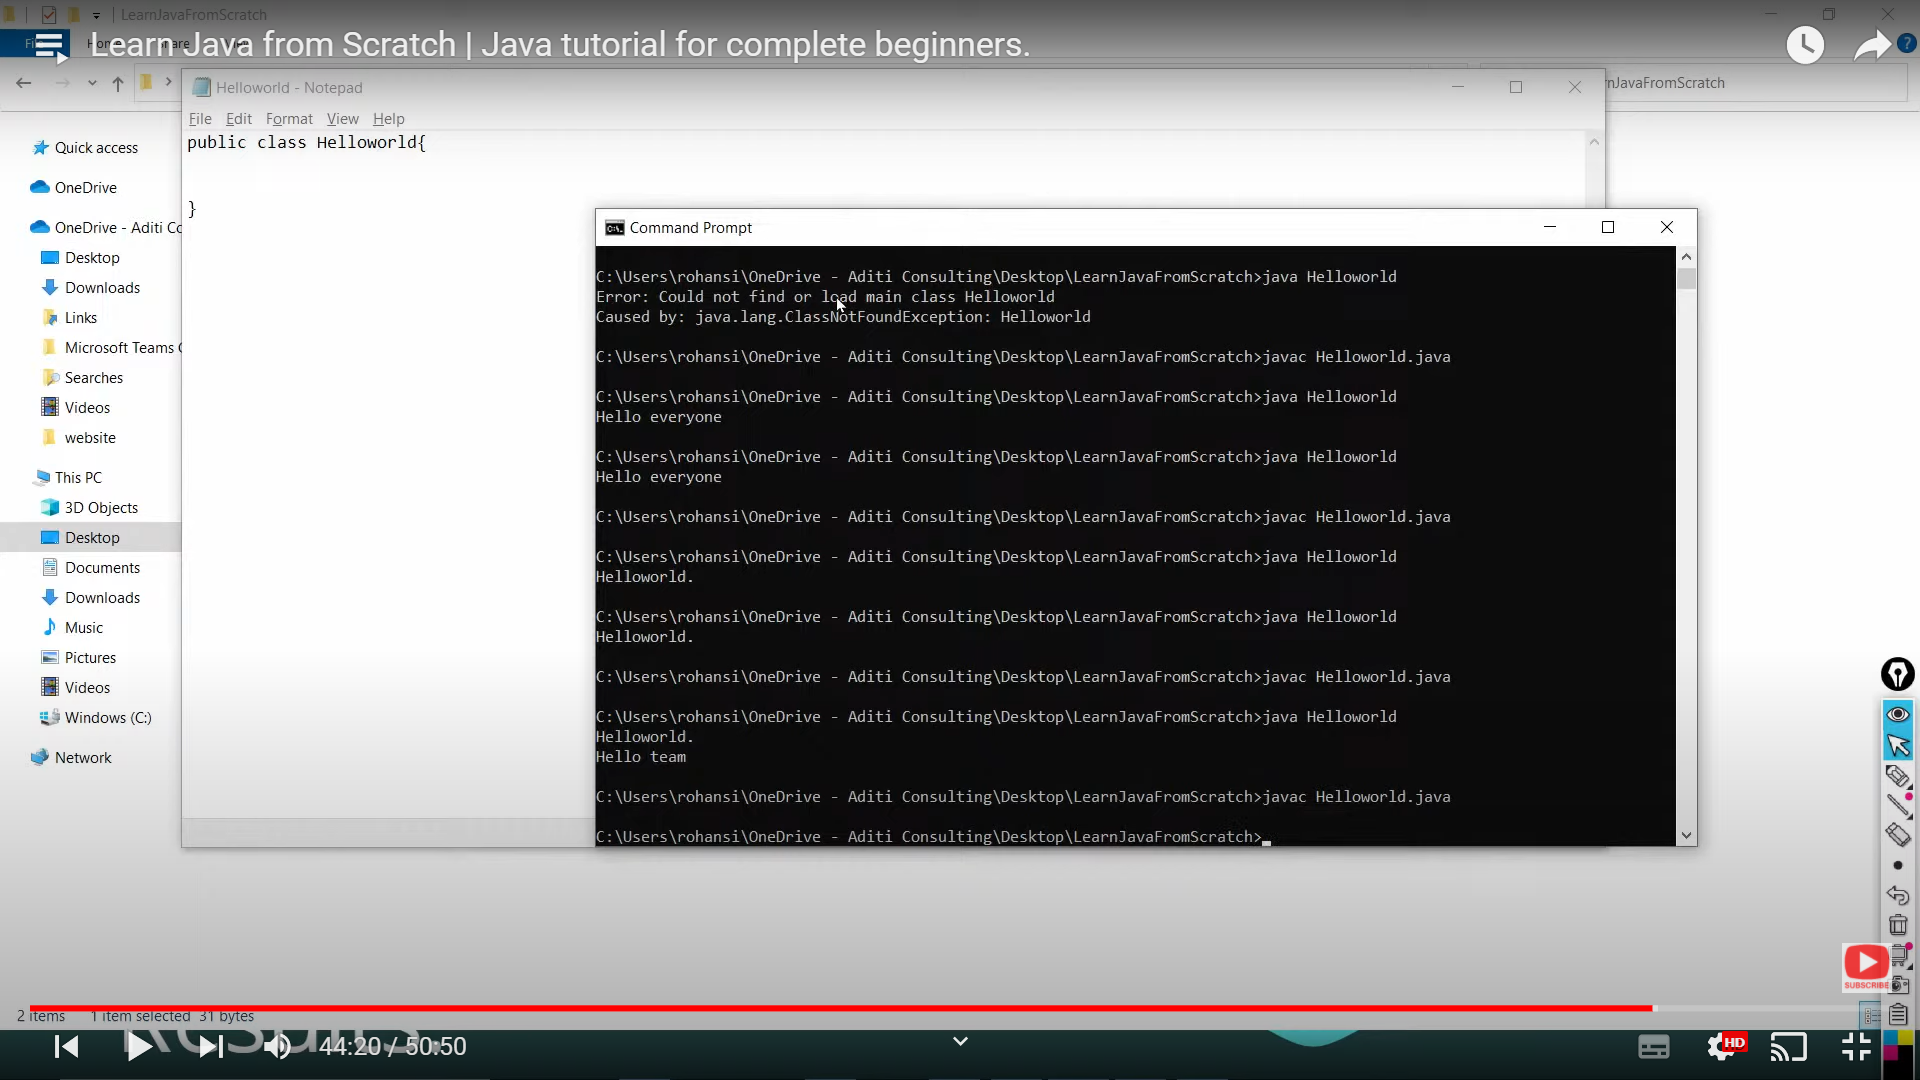 LearnJavaFromScratch
Learn Java from Scratch | Java tutorial for complete beginners.
Helloworld - Notepad
File Edit Format View Help
public class Helloworld{
}
Quick access
OneDrive
OneDrive - Aditi Co
Desktop
Downloads
Links
Microsoft Teams
Searches
Videos
website
This PC
3D Objects
Desktop
Documents
Downloads
Music
Pictures
Videos
Windows (C:)
Network
Command Prompt
C:\Users\rohansi\OneDrive - Aditi Consulting\Desktop\LearnJavaFromScratch>java Helloworld
Error: Could not find or load main class Helloworld
Caused by: java.lang.ClassNotFoundException: Helloworld
C:\Users\rohansi\OneDrive - Aditi Consulting\Desktop\LearnJavaFromScratch>javac Helloworld.java
C:\Users\rohansi\OneDrive - Aditi Consulting\Desktop\LearnJavaFromScratch>java Helloworld
Hello everyone
C:\Users\rohansi\OneDrive - Aditi Consulting\Desktop\LearnJavaFromScratch>java Helloworld
Hello everyone
C:\Users\rohansi\OneDrive - Aditi Consulting\Desktop\LearnJavaFromScratch>javac Helloworld.java
C:\Users\rohansi\OneDrive - Aditi Consulting\Desktop\LearnJavaFromScratch>java Helloworld
Helloworld.
C:\Users\rohansi\OneDrive - Aditi Consulting\Desktop\LearnJavaFromScratch>java Helloworld
Helloworld.
C:\Users\rohansi\OneDrive - Aditi Consulting\Desktop\LearnJavaFromScratch>javac Helloworld.java
C:\Users\rohansi\OneDrive - Aditi Consulting\Desktop\LearnJavaFromScratch>java Helloworld
Helloworld.
Hello team
C:\Users\rohansi\OneDrive - Aditi Consulting\Desktop\LearnJavaFromScratch>javac Helloworld.java
C:\Users\rohansi\OneDrive - Aditi Consulting\Desktop\LearnJavaFromScratch>
nJavaFromScratch
SUBSCRIBE
2 items 1 item selected 31 bytes
44:20 / 50:50
HD